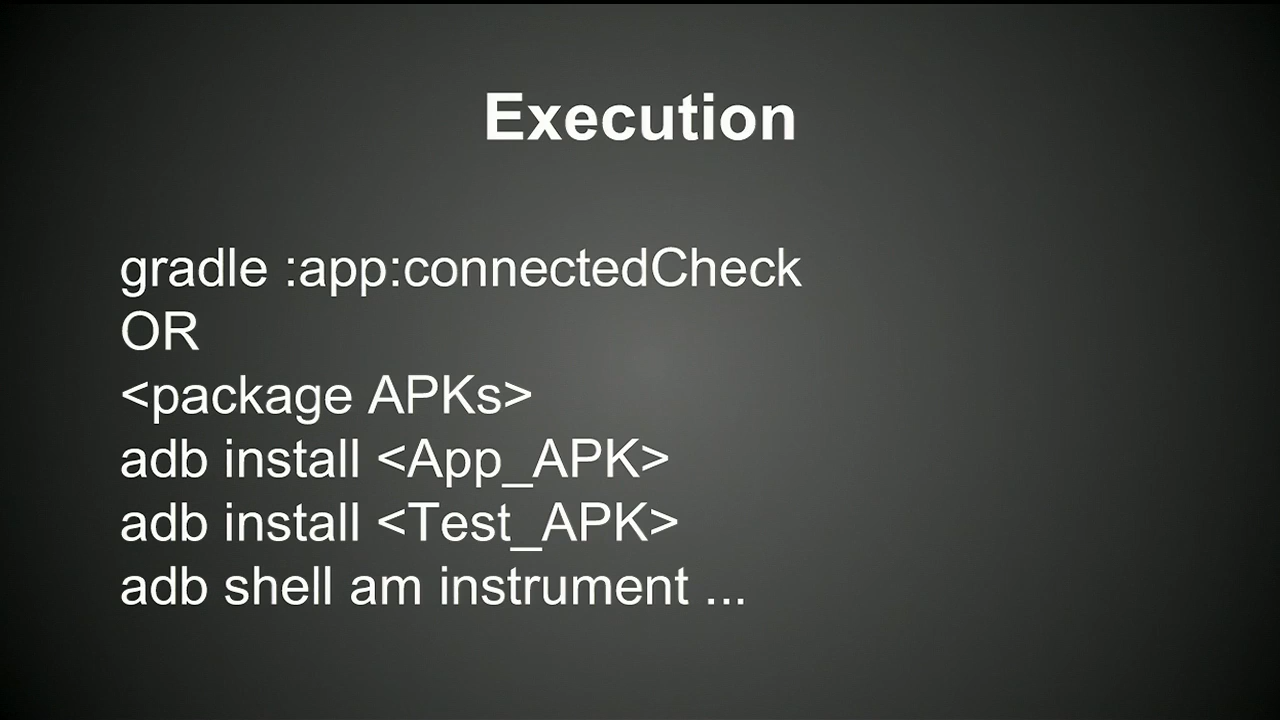 Execution
gradle :app:connectedCheck
OR
<package APKs>
adb install <App_APK>
adb install <Test_APK>
adb shell am instrument ...